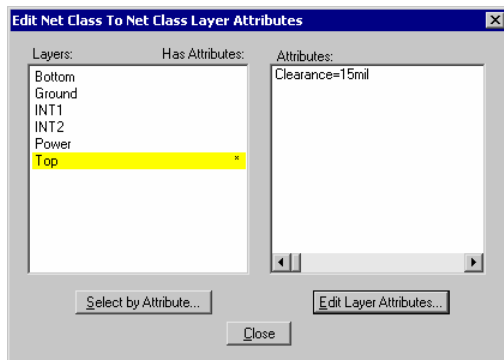 Edit Net Class To Net Class Layer Attributes
Layers: Has Attributes:
Bottom
Ground
INT1
INT2
Power
Top *
Attributes:
Clearance=15mil
Select by Attribute...
Edit Layer Attributes...
Close